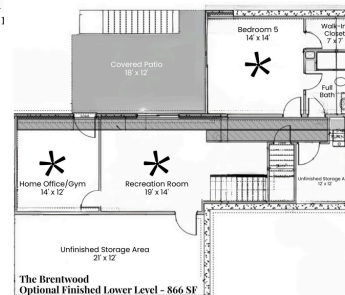 Bedroom 5
14' x 14'
Walk-In
Closet
7' x 7'
Covered Patio
18' x 12'
Full
Bath
Home Office/Gym
14' x 12'
Recreation Room
19' x 14'
Unfinished Storage A
12' x 12'
Unfinished Storage Area
21' x 12'
The Brentwood
Optional Finished Lower Level - 866 SF